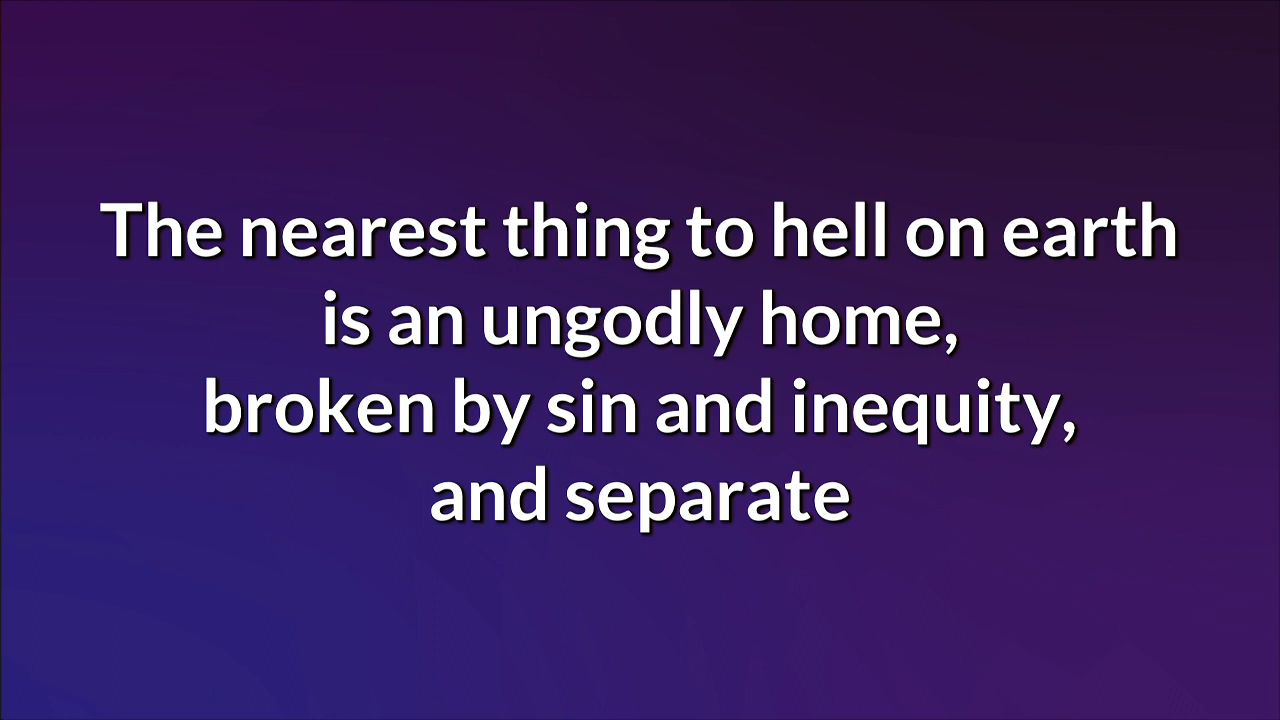 The nearest thing to hell on earth
is an ungodly home,
broken by sin and inequity,
and separate